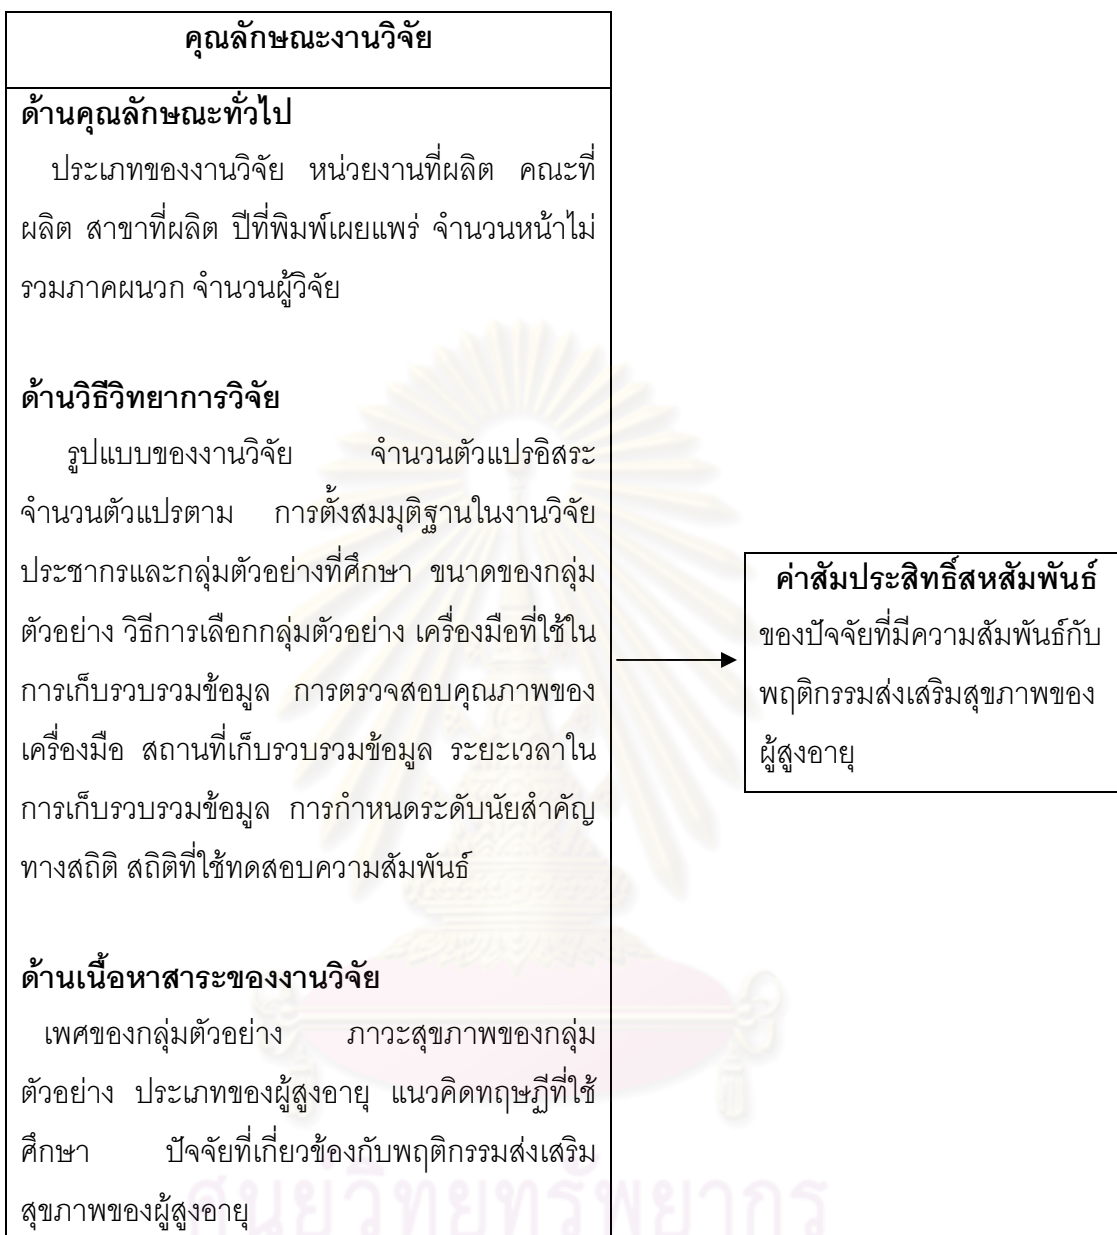 คุณลักษณะงานวิจัย
ด้านคุณลักษณะทั่วไป
ประเภทของงานวิจัย หน่วยงานที่ผลิต คณะที่
ผลิต สาขาที่ผลิต ปีที่พิมพ์เผยแพร่ จำนวนหน้าไม่
รวมภาคผนวก จำนวนผู้วิจัย
ด้านวิธีวิทยาการวิจัย
รูปแบบของงานวิจัย จำนวนตัวแปรอิสระ
จำนวนตัวแปรตาม การตั้งสมมุติฐานในงานวิจัย
ประชากรและกลุ่มตัวอย่างที่ศึกษา ขนาดของกลุ่ม
ตัวอย่าง วิธีการเลือกกลุ่มตัวอย่าง เครื่องมือที่ใช้ใน
การเก็บรวบรวมข้อมูล การตรวจสอบคุณภาพของ
เครื่องมือ สถานที่เก็บรวบรวมข้อมูล ระยะเวลาใน
การเก็บรวบรวมข้อมูล การกำหนดระดับนัยสำคัญ
ทางสถิติ สถิติที่ใช้ทดสอบความสัมพันธ์
ด้านเนื้อหาสาระของงานวิจัย
เพศของกลุ่มตัวอย่าง ภาวะสุขภาพของกลุ่ม
ตัวอย่าง ประเภทของผู้สูงอายุ แนวคิดทฤษฏีที่ใช้
ศึกษา ปัจจัยที่เกี่ยวข้องกับพฤติกรรมส่งเสริม
สุขภาพของผู้สูงอายุ
ค่าสัมประสิทธิ์สหสัมพันธ์
ของปัจจัยที่มีความสัมพันธ์กับ
พฤติกรรมส่งเสริมสุขภาพของ
ผู้สูงอายุ
ศูนย์วิทยทรัพยากร